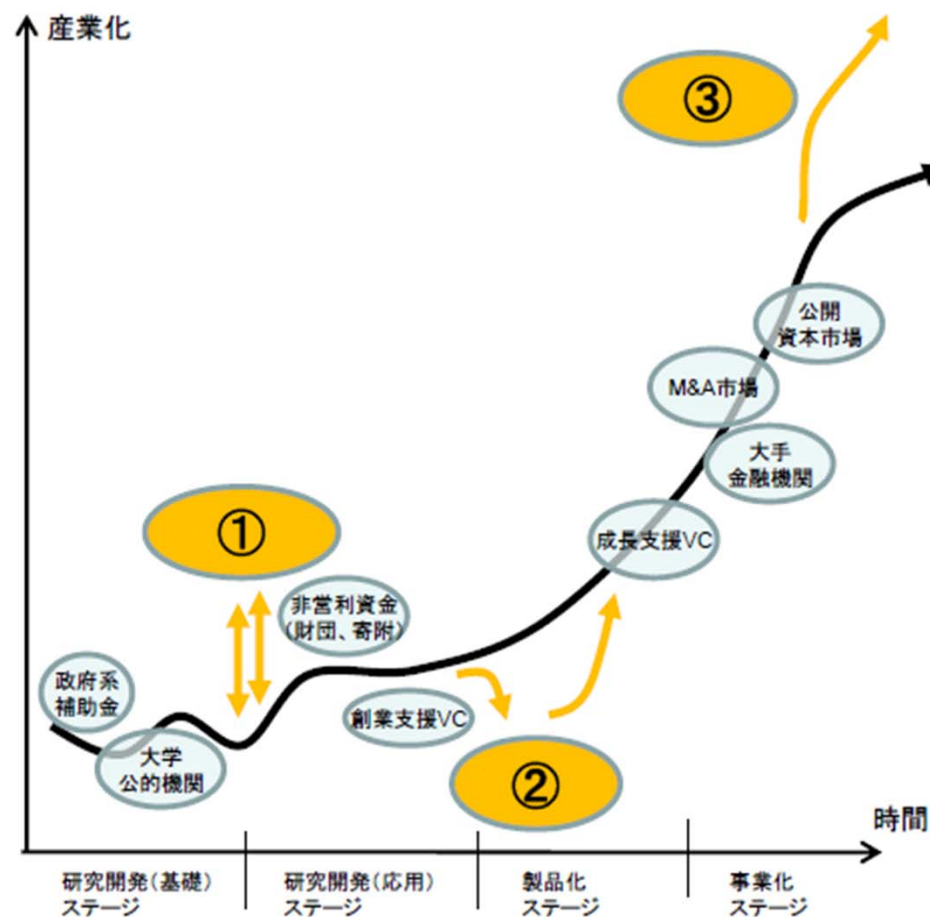 産業化
③
公開
資本市場
M&A市場
大手
金融機関
①
成長支援VC
非営利資金
(財団、寄附)
政府系
補助金
創業支援VC
大学
公的機関
②
時間
研究開発(基礎)
ステージ
研究開発(応用)
ステージ
製品化
ステージ
事業化
ステージ